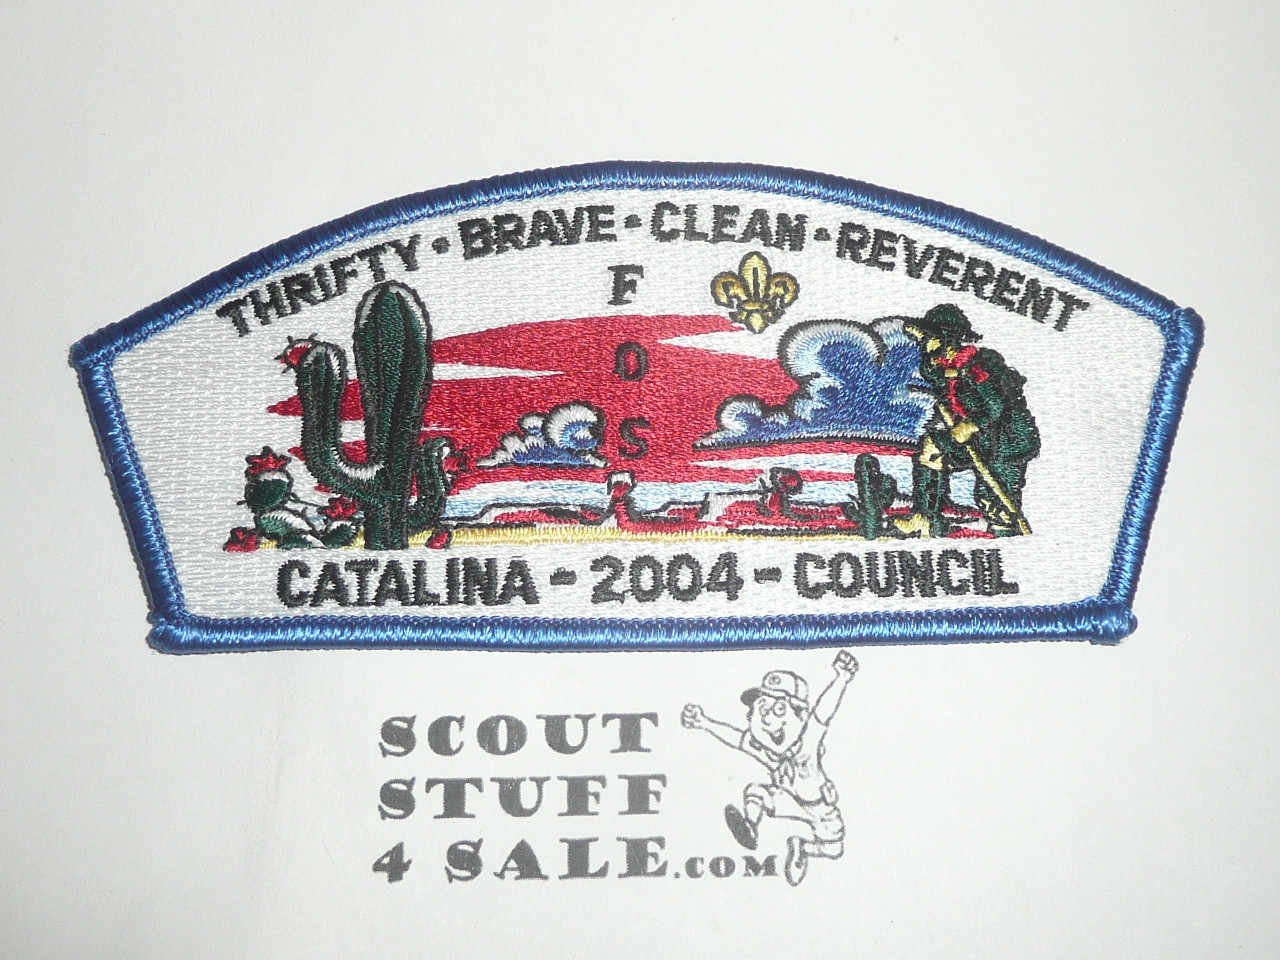 THRIFTY · BRAVE · CLEAN · REVERENT
F
O
S
CATALINA - 2004 - COUNCIL
SCOUT
STUFF
4 SALE.COM